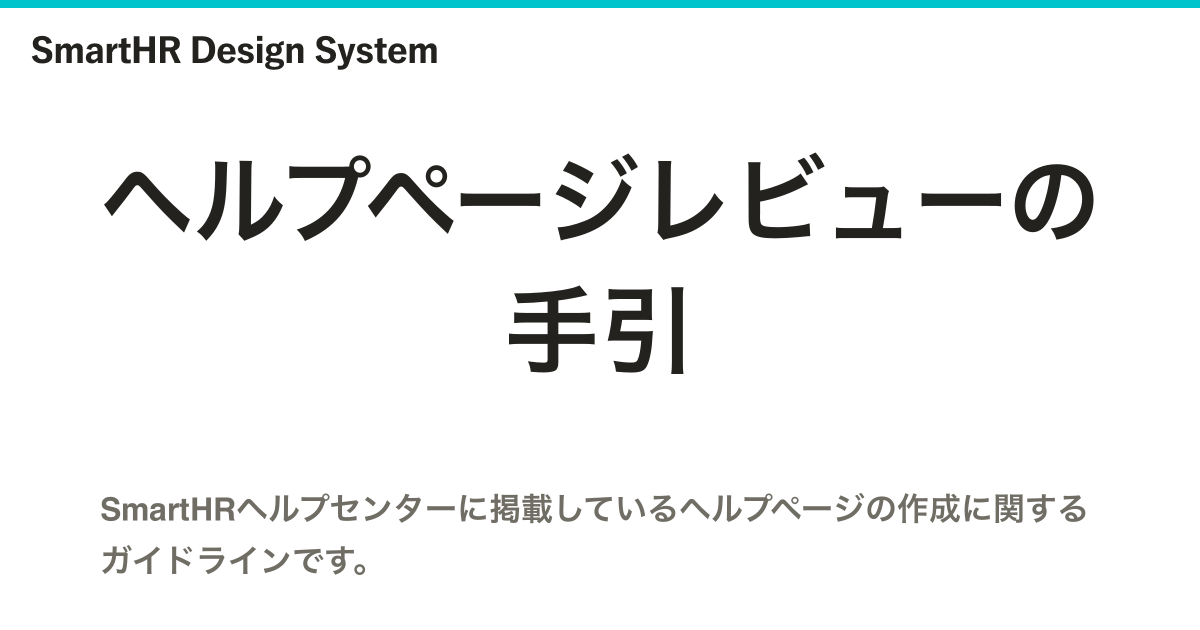 SmartHR Design System
ヘルプページレビューの
手引
SmartHRヘルプセンターに掲載しているヘルプページの作成に関する
ガイドラインです。